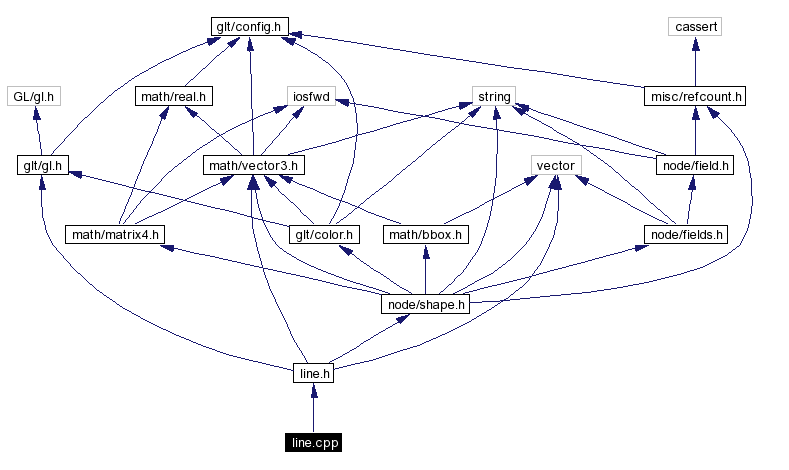 glt/config.h
cassert
GL/gl.h
math/real.h
iosfwd
string
misc/refcount.h
glt/gl.h
math/vector3.h
vector
node/field.h
math/matrix4.h
glt/color.h
math/bbox.h
node/fields.h
node/shape.h
line.h
line.cpp